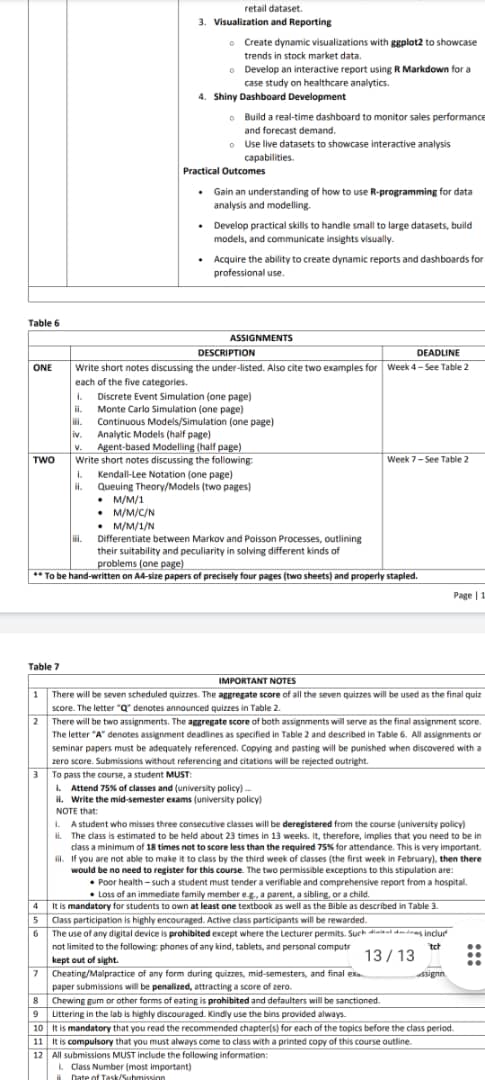 retail dataset.
3. Visualization and Reporting
o Create dynamic visualizations with ggplot2 to showcase
trends in stock market data.
o Develop an interactive report using R Markdown for a
case study on healthcare analytics.
4. Shiny Dashboard Development
o Build a real-time dashboard to monitor sales performance
and forecast demand.
o Use live datasets to showcase interactive analysis
capabilities.
Practical Outcomes
• Gain an understanding of how to use R-programming for data
analysis and modelling.
• Develop practical skills to handle small to large datasets, build
models, and communicate insights visually.
• Acquire the ability to create dynamic reports and dashboards for
professional use.
Table 6
ASSIGNMENTS
DESCRIPTION DEADLINE
ONE Write short notes discussing the under-listed. Also cite two examples for Week 4 – See Table 2
each of the five categories.
i. Discrete Event Simulation (one page)
ii. Monte Carlo Simulation (one page)
iii. Continuous Models/Simulation (one page)
iv. Analytic Models (half page)
v. Agent-based Modelling (half page)
TWO Write short notes discussing the following: Week 7 – See Table 2
i. Kendall-Lee Notation (one page)
ii. Queuing Theory/Models (two pages)
• M/M/1
• M/M/C/N
• M/M/1/N
iii. Differentiate between Markov and Poisson Processes, outlining
their suitability and peculiarity in solving different kinds of
problems (one page)
** To be hand-written on A4-size papers of precisely four pages (two sheets) and properly stapled.
Page | 1
Table 7
IMPORTANT NOTES
1 There will be seven scheduled quizzes. The aggregate score of all the seven quizzes will be used as the final quiz
score. The letter "Q" denotes announced quizzes in Table 2.
2 There will be two assignments. The aggregate score of both assignments will serve as the final assignment score.
The letter "A" denotes assignment deadlines as specified in Table 2 and described in Table 6. All assignments or
seminar papers must be adequately referenced. Copying and pasting will be punished when discovered with a
zero score. Submissions without referencing and citations will be rejected outright.
3 To pass the course, a student MUST:
i. Attend 75% of classes and (university policy) ...
ii. Write the mid-semester exams (university policy)
NOTE that:
i. A student who misses three consecutive classes will be deregistered from the course (university policy)
ii. The class is estimated to be held about 23 times in 13 weeks. It, therefore, implies that you need to be in
class a minimum of 18 times not to score less than the required 75% for attendance. This is very important.
iii. If you are not able to make it to class by the third week of classes (the first week in February), then there
would be no need to register for this course. The two permissible exceptions to this stipulation are:
• Poor health – such a student must tender a verifiable and comprehensive report from a hospital.
• Loss of an immediate family member e.g., a parent, a sibling, or a child.
4 It is mandatory for students to own at least one textbook as well as the Bible as described in Table 3.
5 Class participation is highly encouraged. Active class participants will be rewarded.
6 The use of any digital device is prohibited except where the Lecturer permits. Such
not limited to the following: phones of any kind, tablets, and personal
kept out of sight.
13 / 13
7 Cheating/Malpractice of any form during quizzes, mid-semesters, and final
paper submissions will be penalized, attracting a score of zero.
8 Chewing gum or other forms of eating is prohibited and defaulters will be sanctioned.
9 Littering in the lab is highly discouraged. Kindly use the bins provided always.
10 It is mandatory that you read the recommended chapter(s) for each of the topics before the class period.
11 It is compulsory that you must always come to class with a printed copy of this course outline.
12 All submissions MUST include the following information:
i. Class Number (most important)
ii. Date of Task/Submission